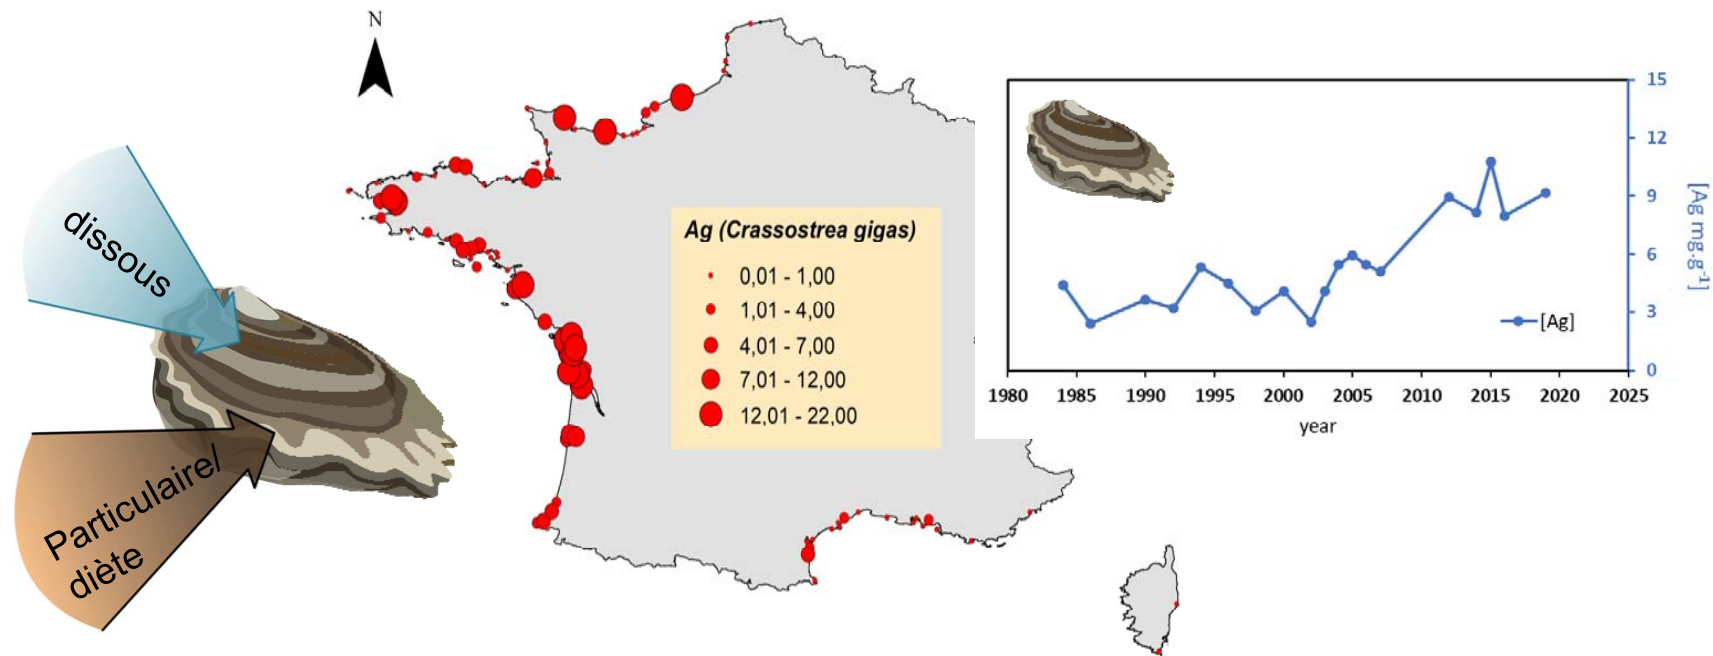 N
dissous
Particulaire/
diète
Ag (Crassostrea gigas)
0,01 - 1,00
1,01 - 4,00
4,01 - 7,00
7,01 - 12,00
12,01 - 22,00
15
12
9
6
3
0
[Ag mg.g⁻¹]
[Ag]
1980 1985 1990 1995 2000 2005 2010 2015 2020 2025
year